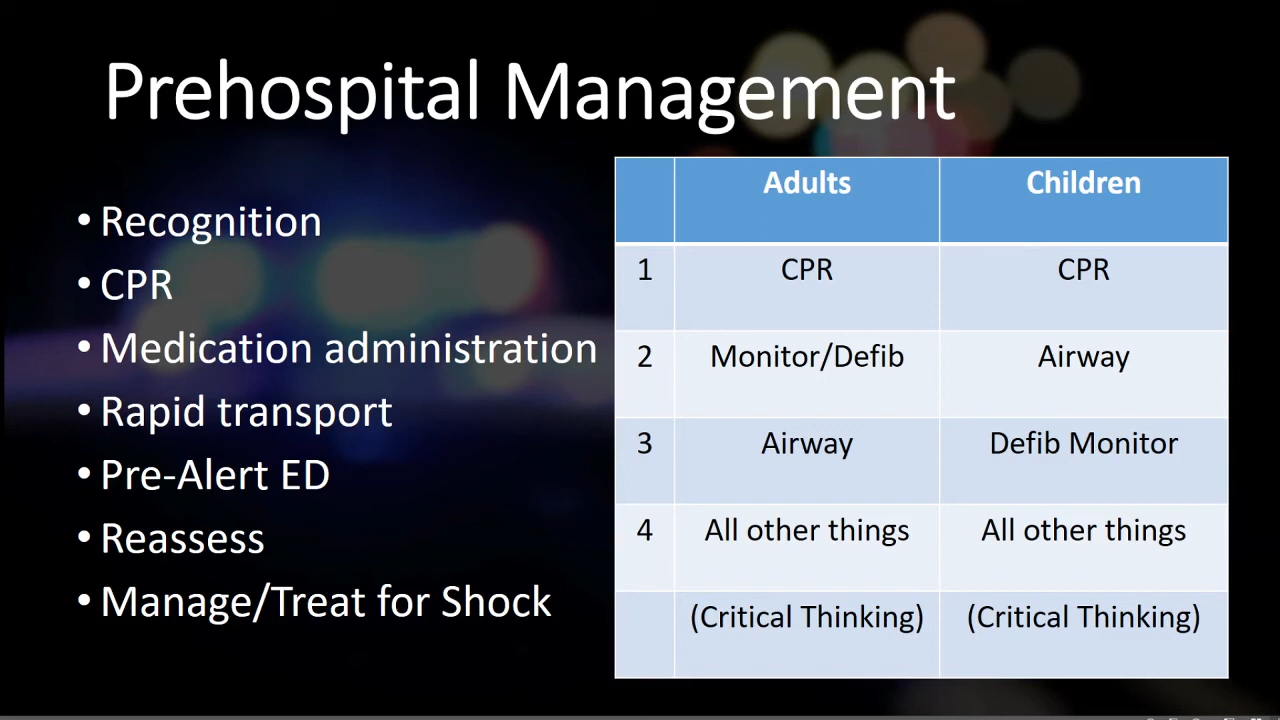 Prehospital Management
• Recognition
• CPR
• Medication administration
• Rapid transport
• Pre-Alert ED
• Reassess
• Manage/Treat for Shock
Adults Children
1 CPR CPR
2 Monitor/Defib Airway
3 Airway Defib Monitor
4 All other things All other things
(Critical Thinking) (Critical Thinking)